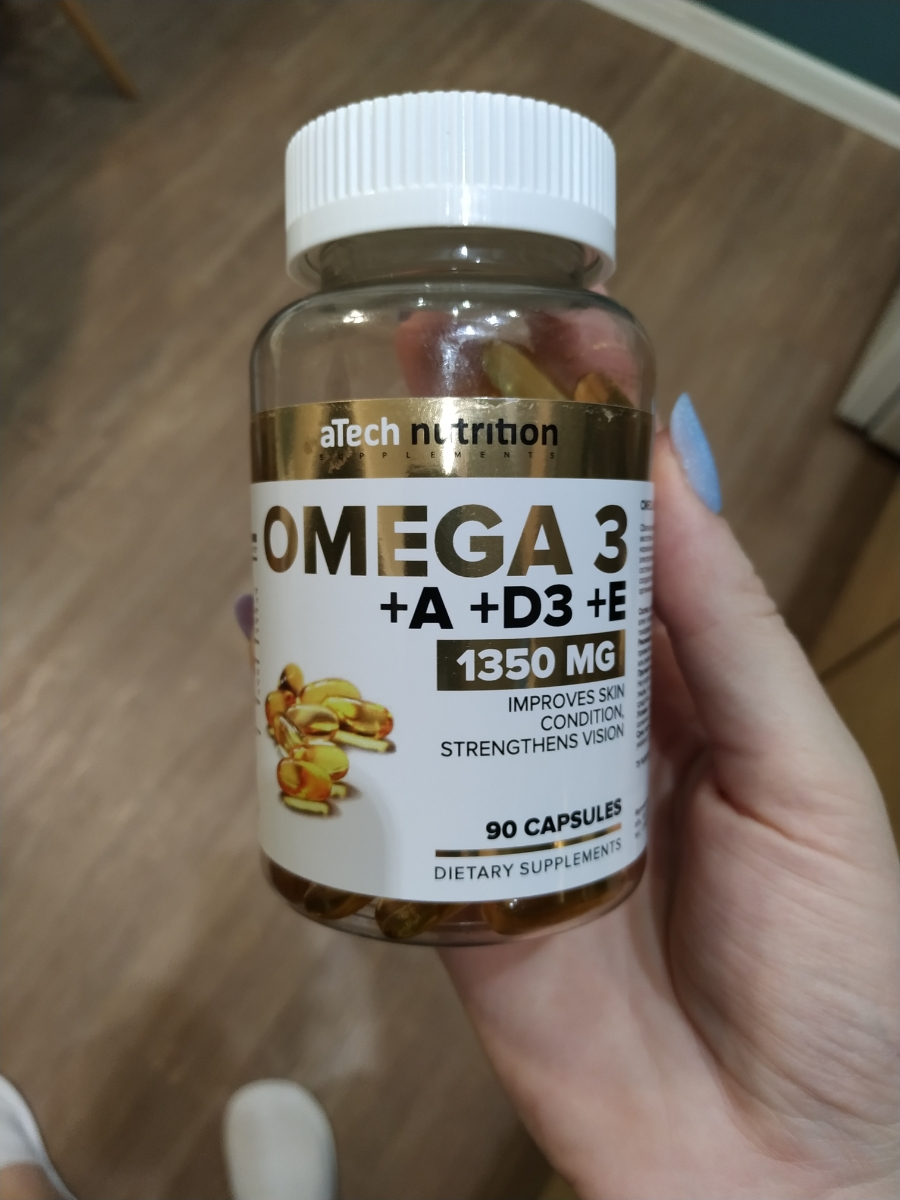 aTech nutrition
SUPPLEMENTS
OMEGA 3
+A +D3 +E
1350 MG
IMPROVES SKIN
CONDITION,
STRENGTHENS VISION
90 CAPSULES
DIETARY SUPPLEMENTS